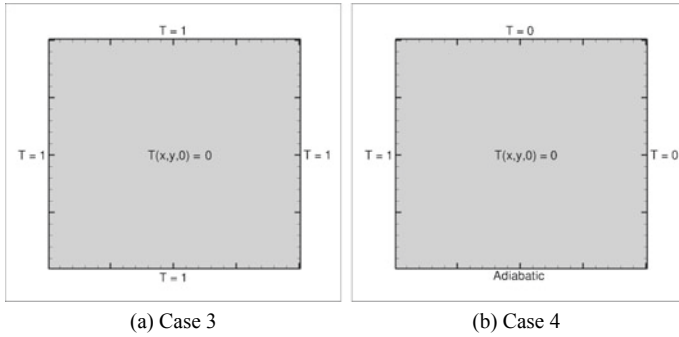 T = 1
T = 1
T(x,y,0) = 0
T = 1
T = 1
(a) Case 3
T = 0
T = 1
T(x,y,0) = 0
T = 0
Adiabatic
(b) Case 4